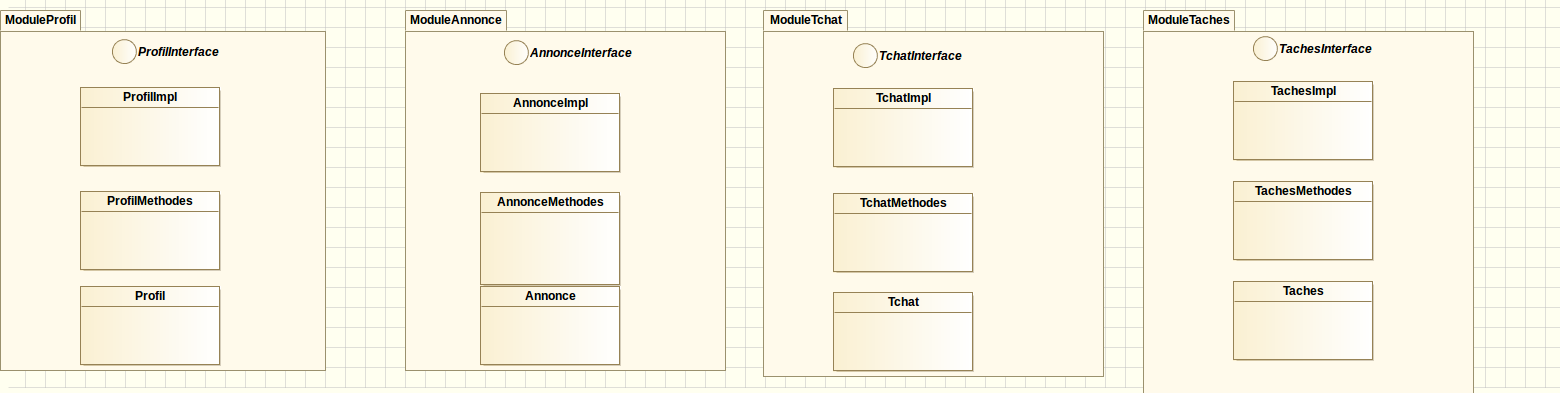 ModuleProfil
ProfilInterface
ProfilImpl
ProfilMethodes
Profil
ModuleAnnonce
AnnonceInterface
AnnonceImpl
AnnonceMethodes
Annonce
ModuleTchat
TchatInterface
TchatImpl
TchatMethodes
Tchat
ModuleTaches
TachesInterface
TachesImpl
TachesMethodes
Taches